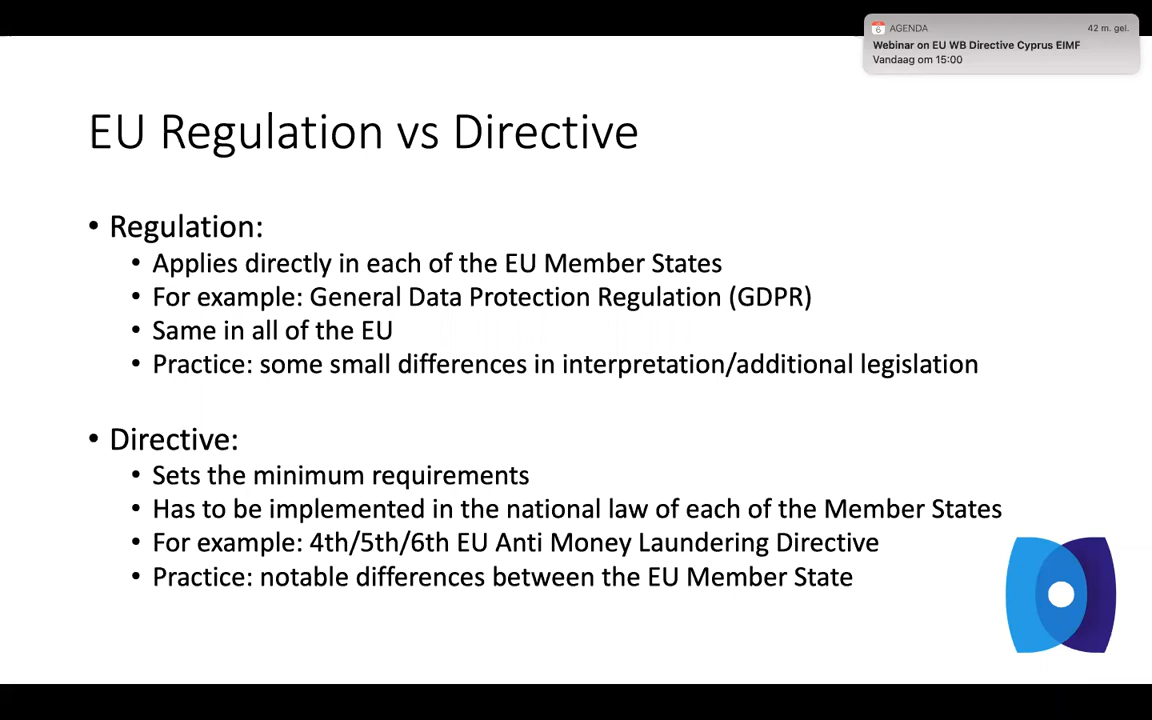 6
AGENDA
42 m. gel.
Webinar on EU WB Directive Cyprus EIMF
Vandaag om 15:00
EU Regulation vs Directive
• Regulation:
• Applies directly in each of the EU Member States
• For example: General Data Protection Regulation (GDPR)
• Same in all of the EU
• Practice: some small differences in interpretation/additional legislation
• Directive:
• Sets the minimum requirements
• Has to be implemented in the national law of each of the Member States
• For example: 4th/5th/6th EU Anti Money Laundering Directive
• Practice: notable differences between the EU Member State